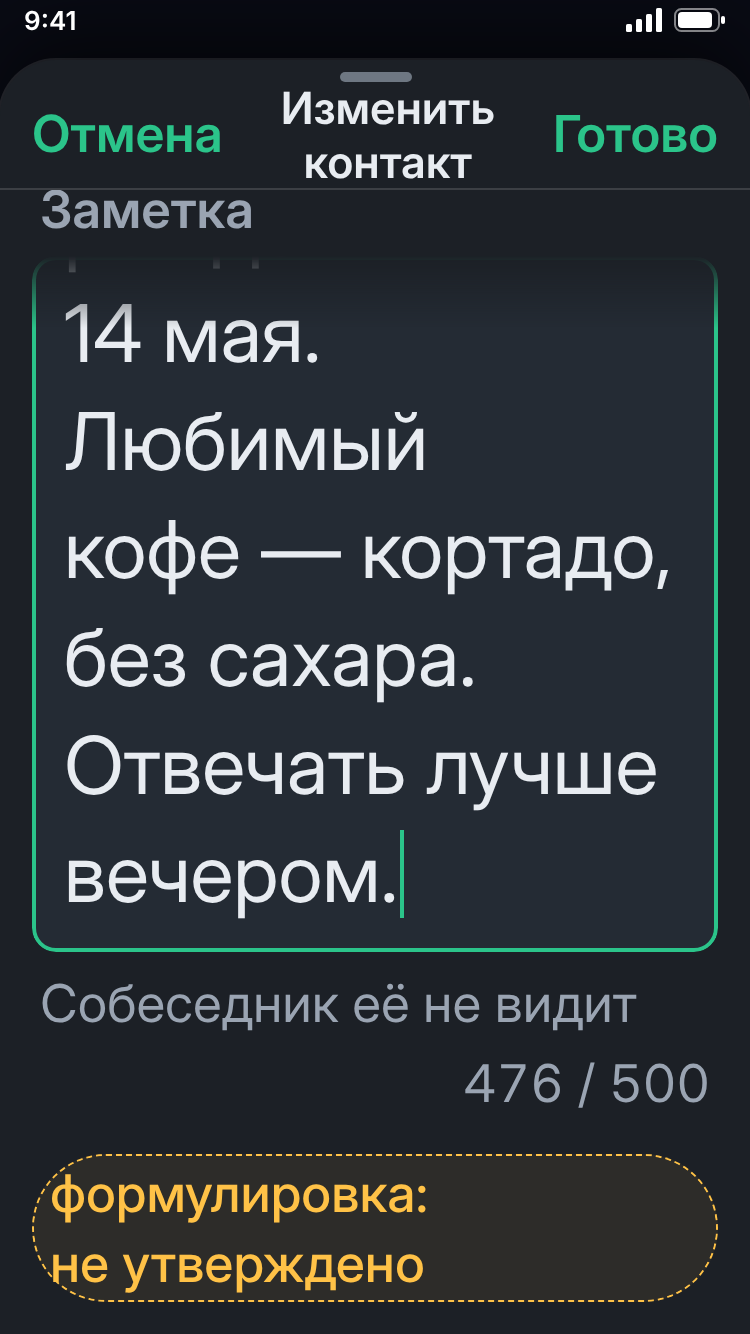 9:41
Отмена
Изменить
контакт
Готово
Заметка
14 мая.
Любимый
кофе — кортадо,
без сахара.
Отвечать лучше
вечером.
Собеседник её не видит
476 / 500
формулировка:
не утверждено